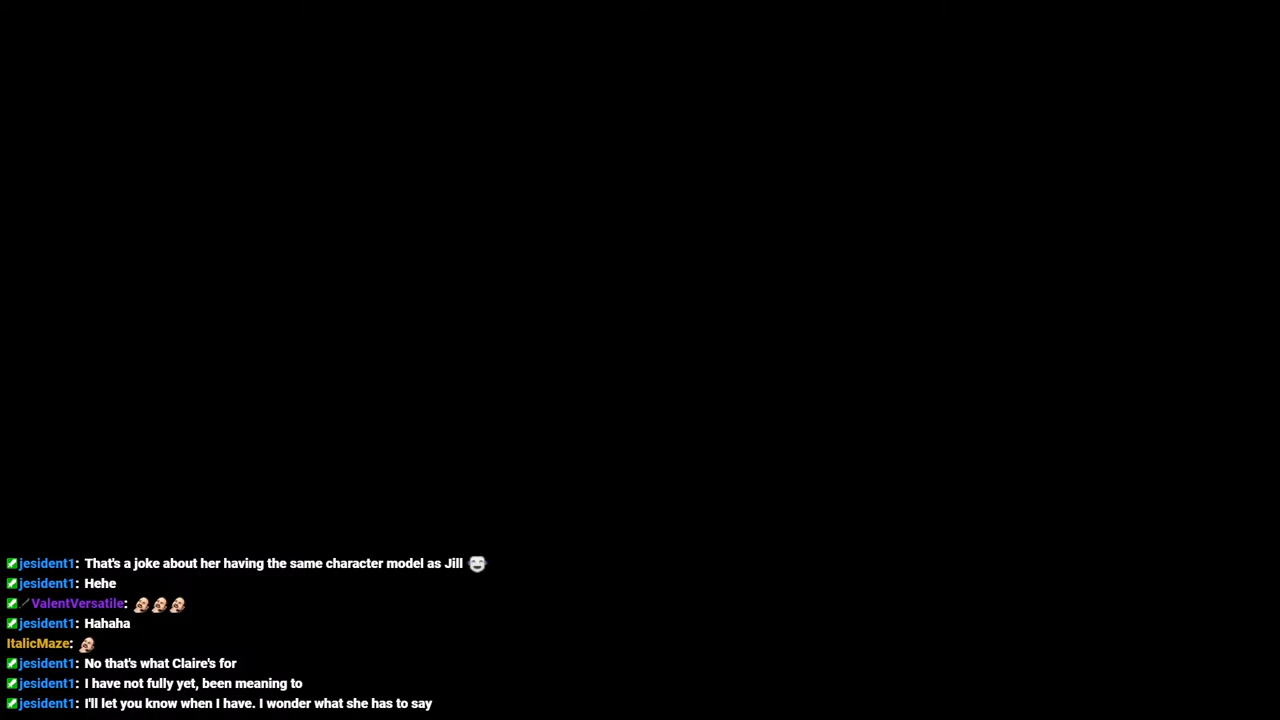 jesident1: That's a joke about her having the same character model as Jill
jesident1: Hehe
ValentVersatile:
jesident1: Hahaha
ItalicMaze:
jesident1: No that's what Claire's for
jesident1: I have not fully yet, been meaning to
jesident1: I'll let you know when I have. I wonder what she has to say